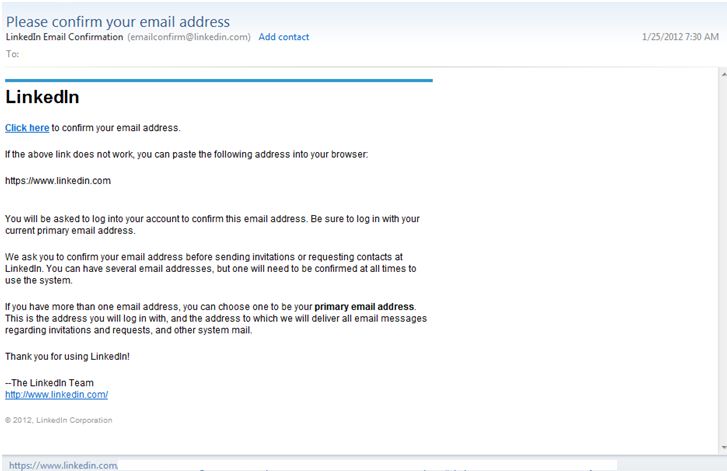 Please confirm your email address
LinkedIn Email Confirmation (emailconfirm@linkedin.com) Add contact 1/25/2012 7:30 AM
To:
LinkedIn
Click here to confirm your email address.
If the above link does not work, you can paste the following address into your browser:
https://www.linkedin.com
You will be asked to log into your account to confirm this email address. Be sure to log in with your
current primary email address.
We ask you to confirm your email address before sending invitations or requesting contacts at
LinkedIn. You can have several email addresses, but one will need to be confirmed at all times to
use the system.
If you have more than one email address, you can choose one to be your primary email address.
This is the address you will log in with, and the address to which we will deliver all email messages
regarding invitations and requests, and other system mail.
Thank you for using LinkedIn!
--The LinkedIn Team
http://www.linkedin.com/
© 2012, LinkedIn Corporation
https://www.linkedin.com